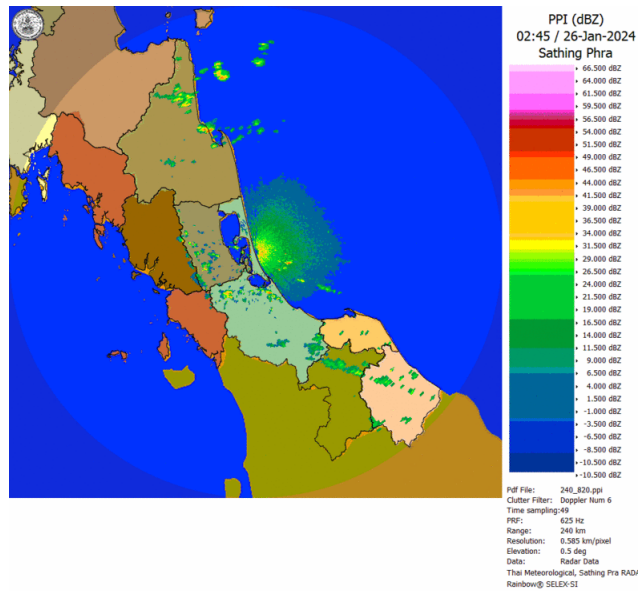 PPI (dBZ)
02:45 / 26-Jan-2024
Sathing Phra
66.500 dBZ
64.000 dBZ
61.500 dBZ
59.500 dBZ
56.500 dBZ
54.000 dBZ
51.500 dBZ
49.000 dBZ
46.500 dBZ
44.000 dBZ
41.500 dBZ
39.000 dBZ
36.500 dBZ
34.000 dBZ
31.500 dBZ
29.000 dBZ
26.500 dBZ
24.000 dBZ
21.500 dBZ
19.000 dBZ
16.500 dBZ
14.000 dBZ
11.500 dBZ
9.000 dBZ
6.500 dBZ
4.000 dBZ
1.500 dBZ
-1.000 dBZ
-3.500 dBZ
-6.500 dBZ
-8.500 dBZ
-10.500 dBZ
-10.500 dBZ
Pdf File: 240_820.ppi
Clutter Filter: Doppler Num 6
Time sampling:49
PRF: 625 Hz
Range: 240 km
Resolution: 0.585 km/pixel
Elevation: 0.5 deg
Data: Radar Data
Thai Meteorological, Sathing Pra RADA
Rainbow® SELEX-SI